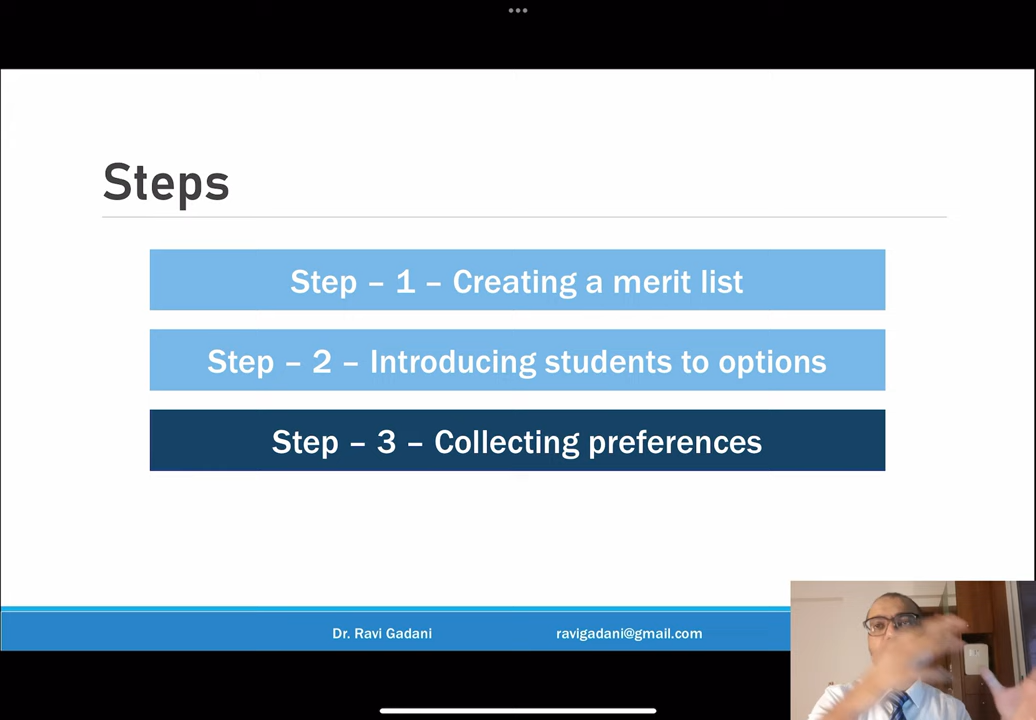 Steps
Step – 1 – Creating a merit list
Step – 2 – Introducing students to options
Step – 3 – Collecting preferences
Dr. Ravi Gadani ravigadani@gmail.com